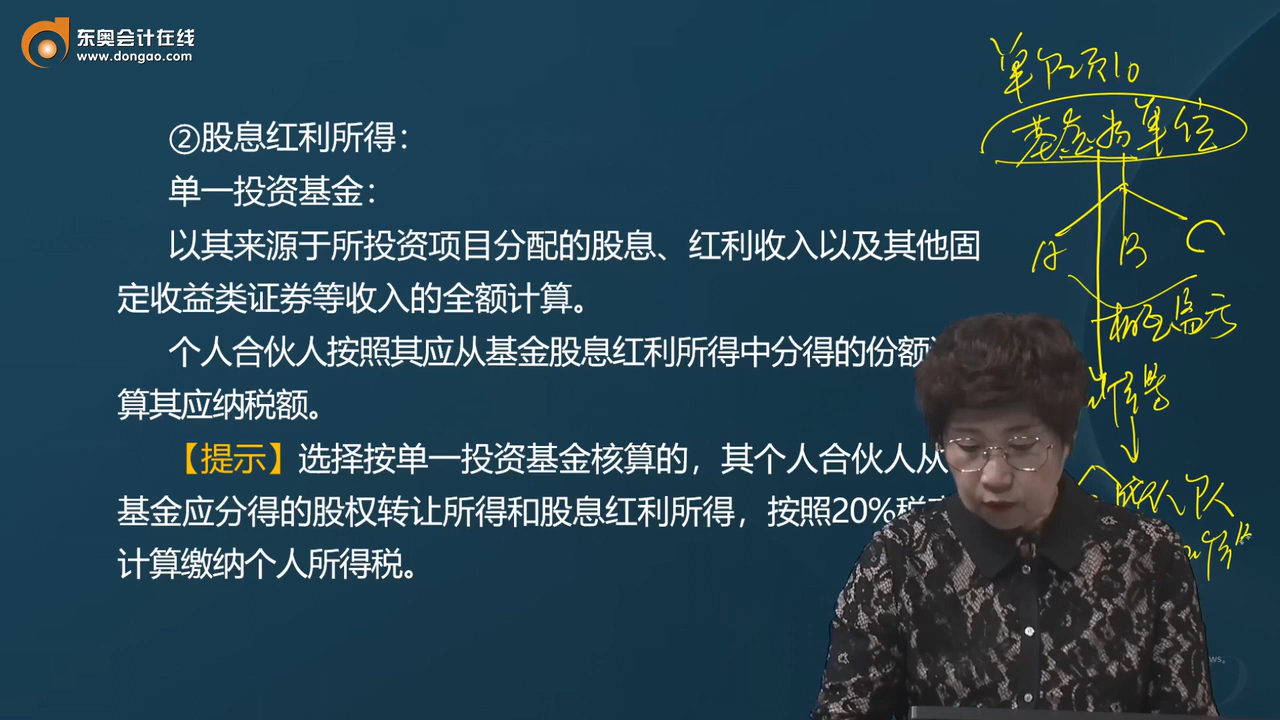 东奥会计在线
www.dongao.com
②股息红利所得：
单一投资基金：
以其来源于所投资项目分配的股息、红利收入以及其他固
定收益类证券等收入的全额计算。
个人合伙人按照其应从基金股息红利所得中分得的份额
算其应纳税额。
【提示】选择按单一投资基金核算的，其个人合伙人从
基金应分得的股权转让所得和股息红利所得，按照20%税
计算缴纳个人所得税。
基金为单位
A B C